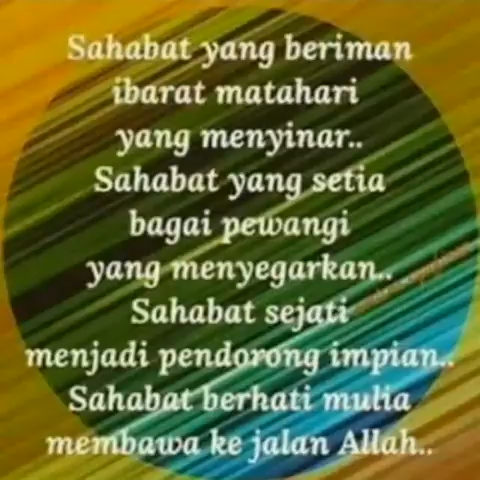 Sahabat yang beriman
ibarat matahari
yang menyinar..
Sahabat yang setia
bagai pewangi
yang menyegarkan..
Sahabat sejati
menjadi pendorong impian..
Sahabat berhati mulia
membawa ke jalan Allah..